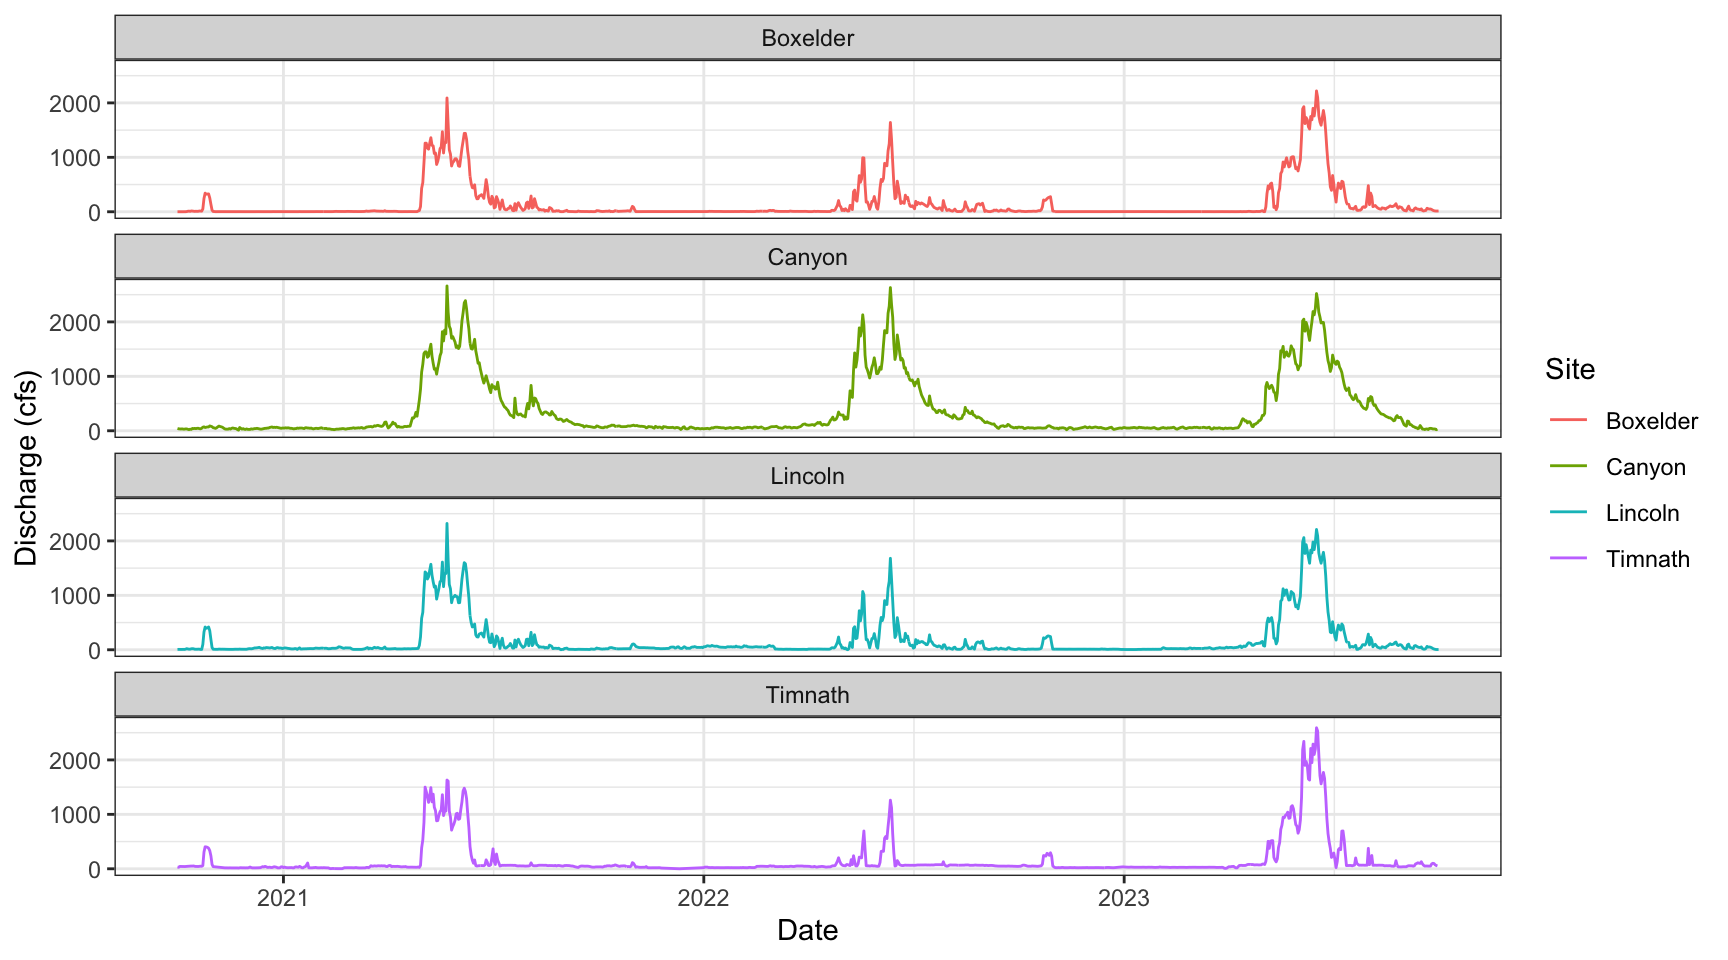 Boxelder
2000
1000
0
Canyon
2000
1000
0
Lincoln
2000
1000
0
Timnath
2000
1000
0
2021 2022 2023
Date
Discharge (cfs)
Site
Boxelder
Canyon
Lincoln
Timnath